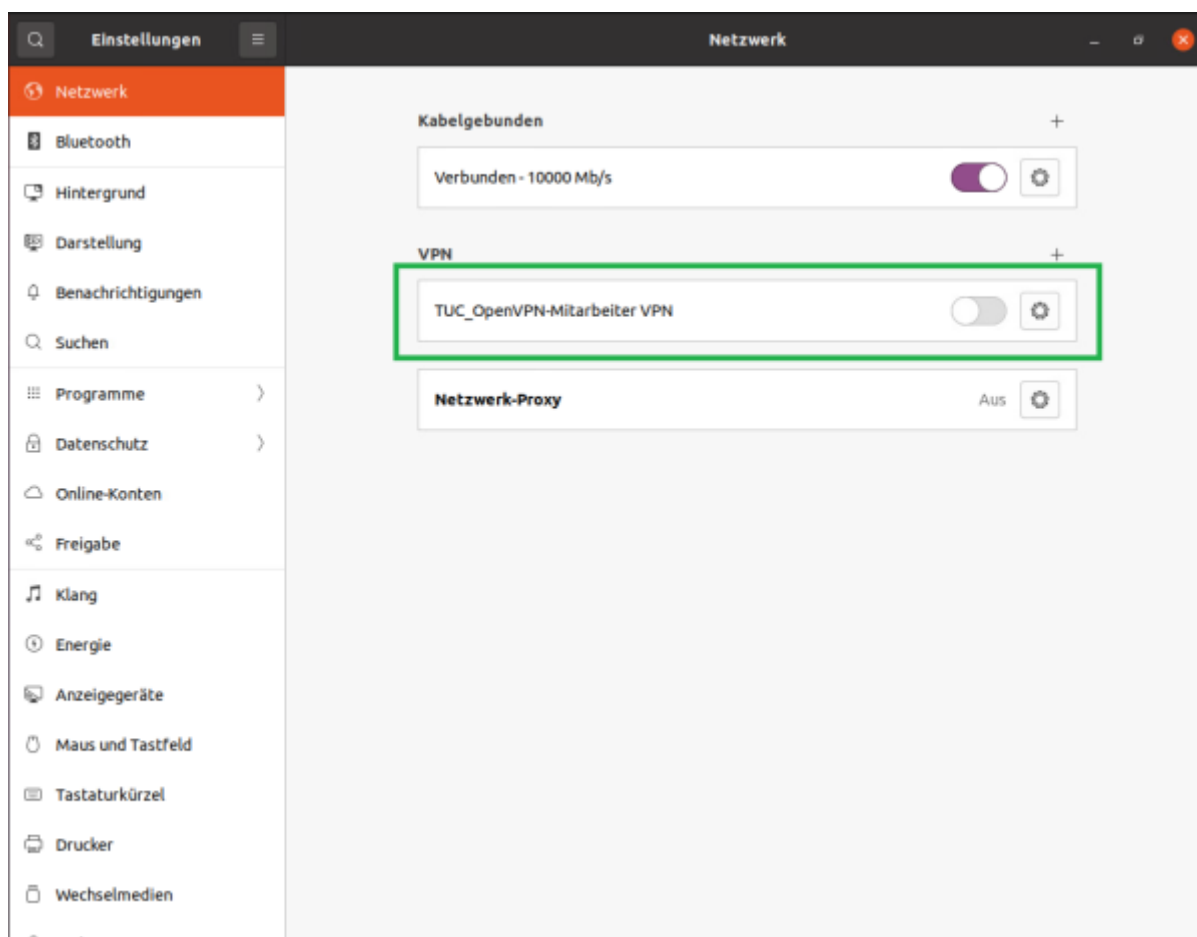 Einstellungen
Netzwerk
Netzwerk
Bluetooth
Hintergrund
Darstellung
Benachrichtigungen
Suchen
Programme
Datenschutz
Online-Konten
Freigabe
Klang
Energie
Anzeigegeräte
Maus und Tastfeld
Tastaturkürzel
Drucker
Wechselmedien
Kabelgebunden
Verbunden - 10000 Mb/s
VPN
TUC_OpenVPN-Mitarbeiter VPN
Netzwerk-Proxy Aus